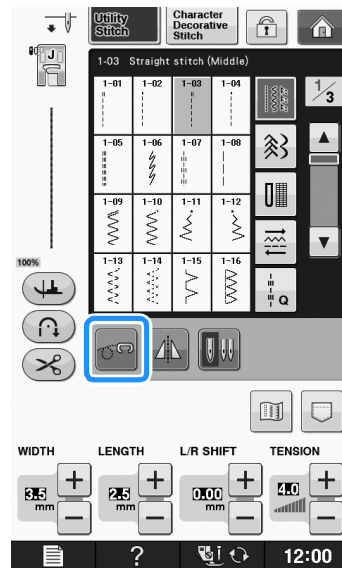 Utility
Stitch
Character
Decorative
Stitch
J
1-03 Straight stitch (Middle)
1-01 1-02 1-03 1-04
1/3
1-05 1-06 1-07 1-08
1-09 1-10 1-11 1-12
1-13 1-14 1-15 1-16
Q
100%
WIDTH LENGTH L/R SHIFT TENSION
3.5 mm 2.5 mm 0.00 mm 4.0
? 12:00